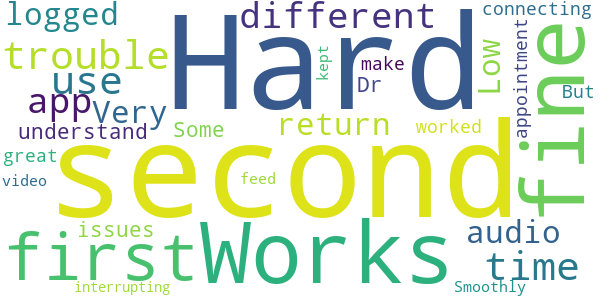 logged
different
connecting
trouble
Hard
kept
make
Low
appointment
fine
use
Dr
But
app
Very
understand
Some
return
worked
great
second
video
feed
first
Works
issues
audio
time
interrupting
Smoothly